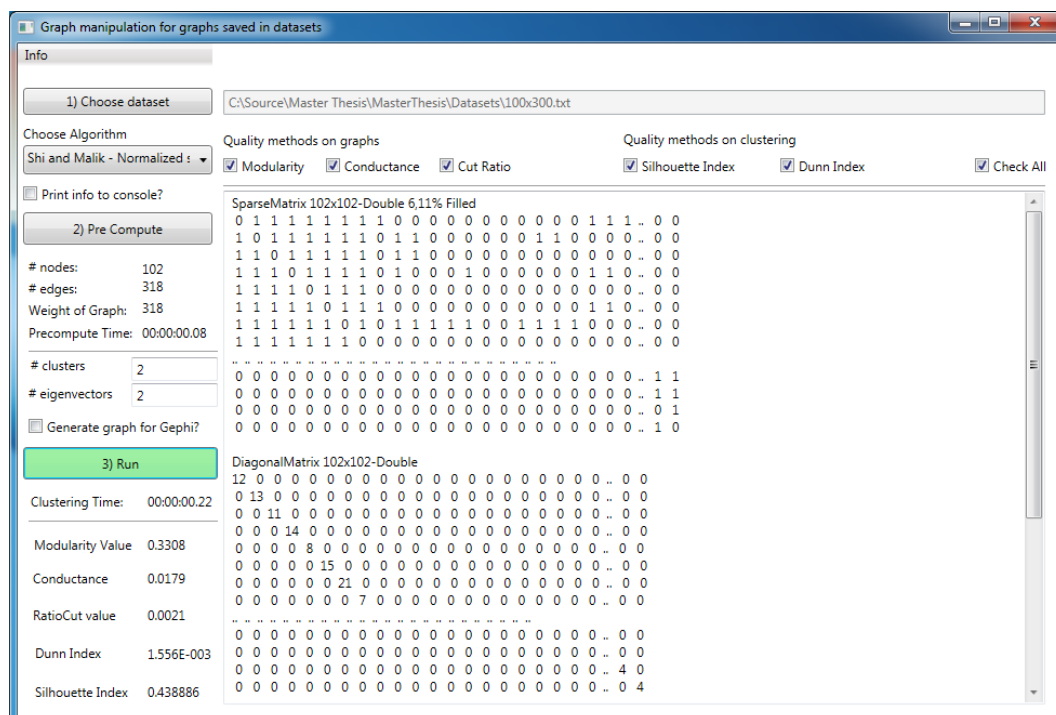 Graph manipulation for graphs saved in datasets
Info
1) Choose dataset
C:\Source\Master Thesis\MasterThesis\Datasets\100x300.txt
Choose Algorithm
Shi and Malik - Normalized s
Quality methods on graphs
Quality methods on clustering
Modularity Conductance Cut Ratio Silhouette Index Dunn Index Check All
Print info to console?
2) Pre Compute
# nodes: 102
# edges: 318
Weight of Graph: 318
Precompute Time: 00:00:00.08
# clusters 2
# eigenvectors 2
Generate graph for Gephi?
3) Run
Clustering Time: 00:00:00.22
Modularity Value 0.3308
Conductance 0.0179
RatioCut value 0.0021
Dunn Index 1.556E-003
Silhouette Index 0.438886
SparseMatrix 102x102-Double 6,11% Filled
0 1 1 1 1 1 1 1 1 0 0 0 0 0 0 0 0 0 0 0 1 1 1 .. 0 0
1 0 1 1 1 1 1 1 0 1 1 0 0 0 0 0 0 1 1 0 0 0 0 .. 0 0
1 1 0 1 1 1 1 1 0 1 1 0 0 0 0 0 0 0 0 0 0 0 0 .. 0 0
1 1 1 0 1 1 1 1 0 1 0 0 0 1 0 0 0 0 0 0 1 1 0 .. 0 0
1 1 1 1 0 1 1 1 0 0 0 0 0 0 0 0 0 0 0 0 0 0 0 .. 0 0
1 1 1 1 1 0 1 1 1 0 0 0 0 0 0 0 0 0 0 0 1 1 0 .. 0 0
1 1 1 1 1 1 0 1 0 1 1 1 1 1 0 0 1 1 1 1 0 0 0 .. 0 0
1 1 1 1 1 1 1 0 0 0 0 0 0 0 0 0 0 0 0 0 0 0 0 .. 0 0
.. .. .. .. .. .. .. .. .. .. .. .. .. .. .. .. .. .. .. .. .. .. .. .. .. ..
0 0 0 0 0 0 0 0 0 0 0 0 0 0 0 0 0 0 0 0 0 0 0 .. 1 1
0 0 0 0 0 0 0 0 0 0 0 0 0 0 0 0 0 0 0 0 0 0 0 .. 1 1
0 0 0 0 0 0 0 0 0 0 0 0 0 0 0 0 0 0 0 0 0 0 0 .. 0 1
0 0 0 0 0 0 0 0 0 0 0 0 0 0 0 0 0 0 0 0 0 0 0 .. 1 0
DiagonalMatrix 102x102-Double
12 0 0 0 0 0 0 0 0 0 0 0 0 0 0 0 0 0 0 0 0 0 .. 0 0
0 13 0 0 0 0 0 0 0 0 0 0 0 0 0 0 0 0 0 0 0 0 .. 0 0
0 0 11 0 0 0 0 0 0 0 0 0 0 0 0 0 0 0 0 0 0 0 .. 0 0
0 0 0 14 0 0 0 0 0 0 0 0 0 0 0 0 0 0 0 0 0 0 .. 0 0
0 0 0 0 8 0 0 0 0 0 0 0 0 0 0 0 0 0 0 0 0 0 .. 0 0
0 0 0 0 0 15 0 0 0 0 0 0 0 0 0 0 0 0 0 0 0 0 .. 0 0
0 0 0 0 0 0 21 0 0 0 0 0 0 0 0 0 0 0 0 0 0 0 .. 0 0
0 0 0 0 0 0 0 7 0 0 0 0 0 0 0 0 0 0 0 0 0 0 .. 0 0
.. .. .. .. .. .. .. .. .. .. .. .. .. .. .. .. .. .. .. .. .. .. .. .. ..
0 0 0 0 0 0 0 0 0 0 0 0 0 0 0 0 0 0 0 0 0 0 .. 0 0
0 0 0 0 0 0 0 0 0 0 0 0 0 0 0 0 0 0 0 0 0 0 .. 0 0
0 0 0 0 0 0 0 0 0 0 0 0 0 0 0 0 0 0 0 0 0 0 .. 4 0
0 0 0 0 0 0 0 0 0 0 0 0 0 0 0 0 0 0 0 0 0 0 .. 0 4